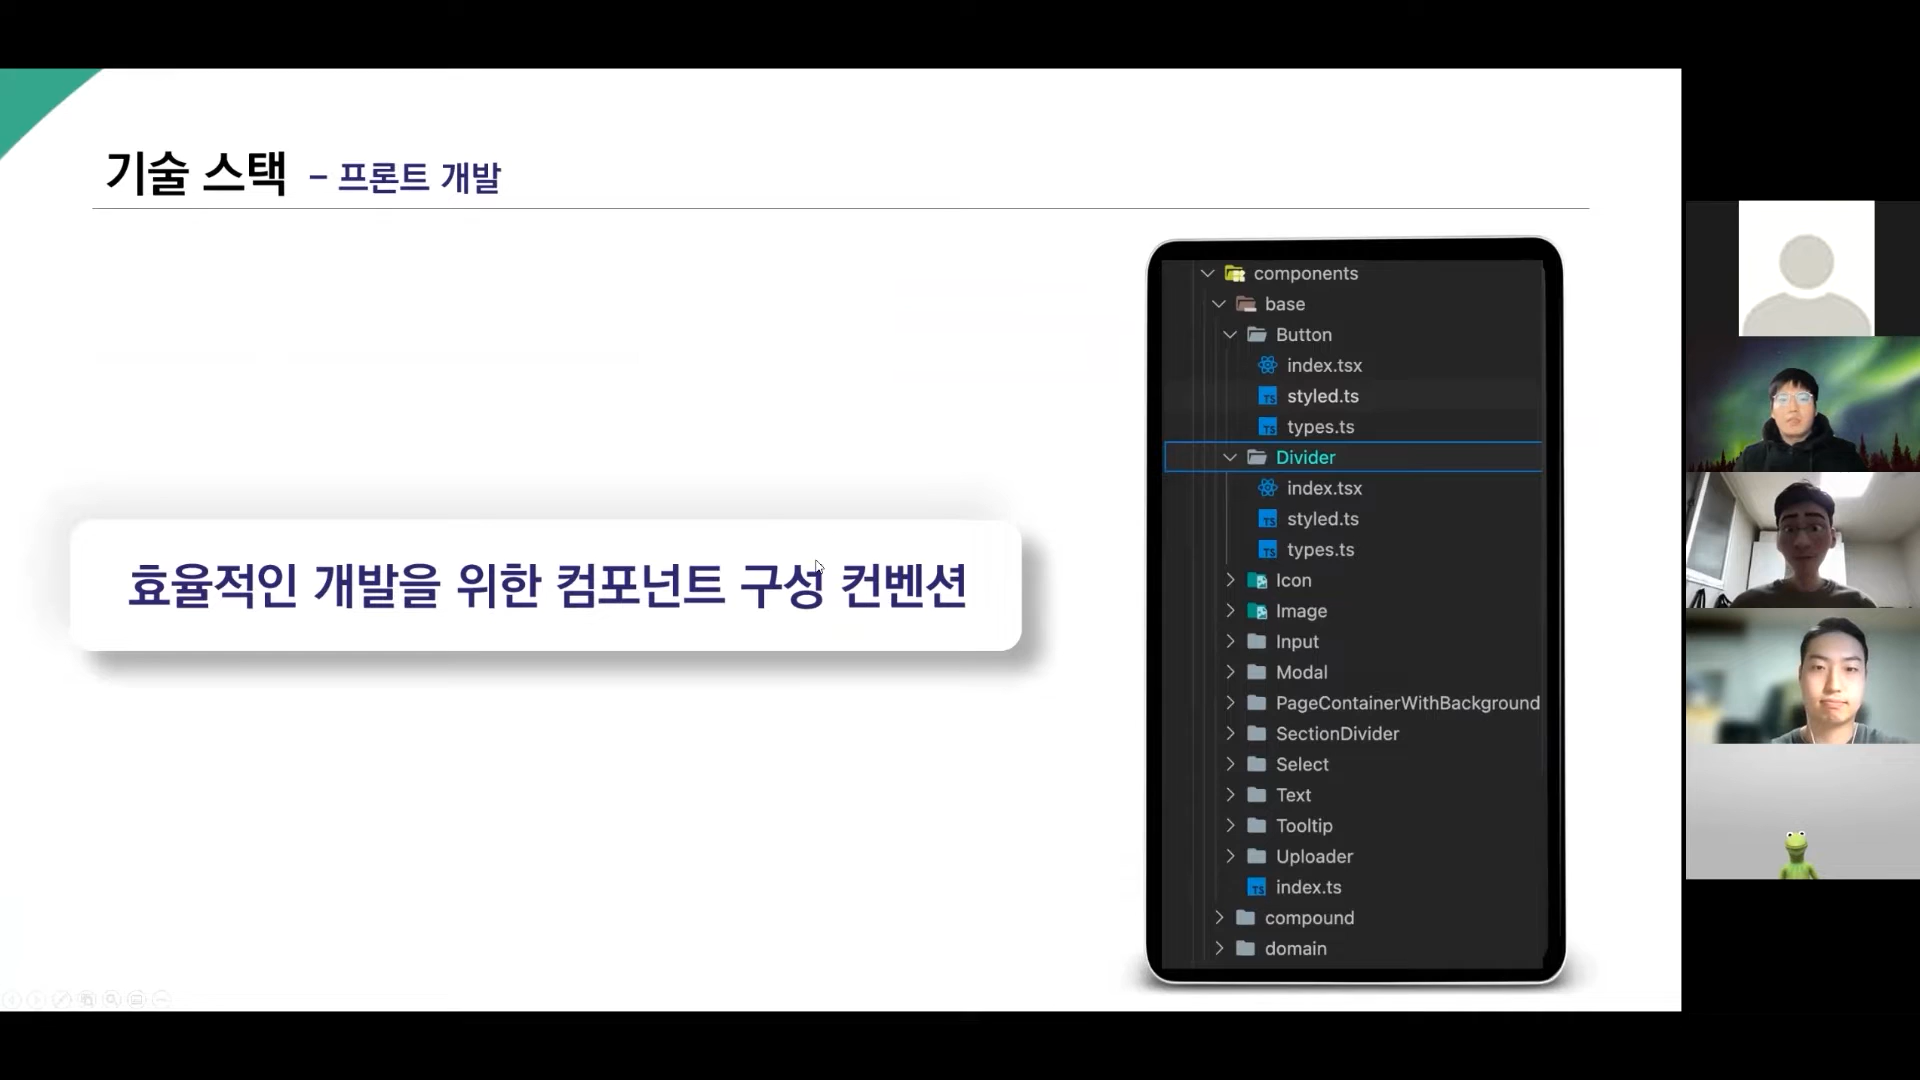 기술 스택 – 프론트 개발
효율적인 개발을 위한 컴포넌트 구성 컨벤션
components
base
Button
index.tsx
styled.ts
types.ts
Divider
index.tsx
styled.ts
types.ts
Icon
Image
Input
Modal
PageContainerWithBackground
SectionDivider
Select
Text
Tooltip
Uploader
index.ts
compound
domain